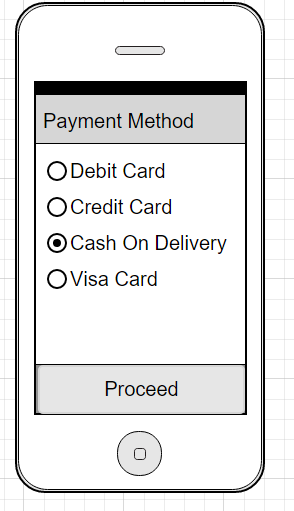 Payment Method
Debit Card
Credit Card
Cash On Delivery
Visa Card
Proceed